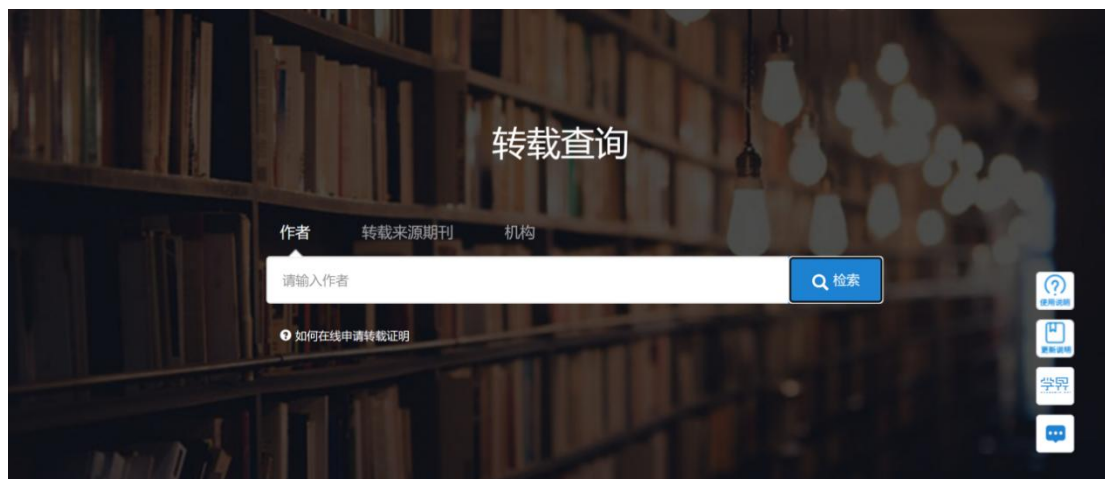 转载查询
作者 转载来源期刊 机构
请输入作者
检索
如何在线申请转载证明
使用说明
更新说明
学界